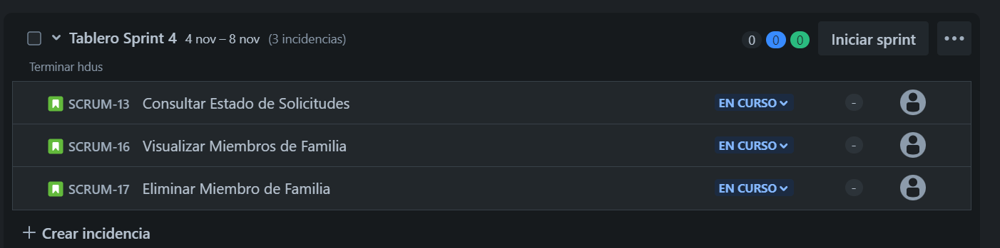 Tablero Sprint 4 4 nov – 8 nov (3 incidencias) 0 0 0 Iniciar sprint
Terminar hdus
SCRUM-13 Consultar Estado de Solicitudes EN CURSO -
SCRUM-16 Visualizar Miembros de Familia EN CURSO -
SCRUM-17 Eliminar Miembro de Familia EN CURSO -
+ Crear incidencia